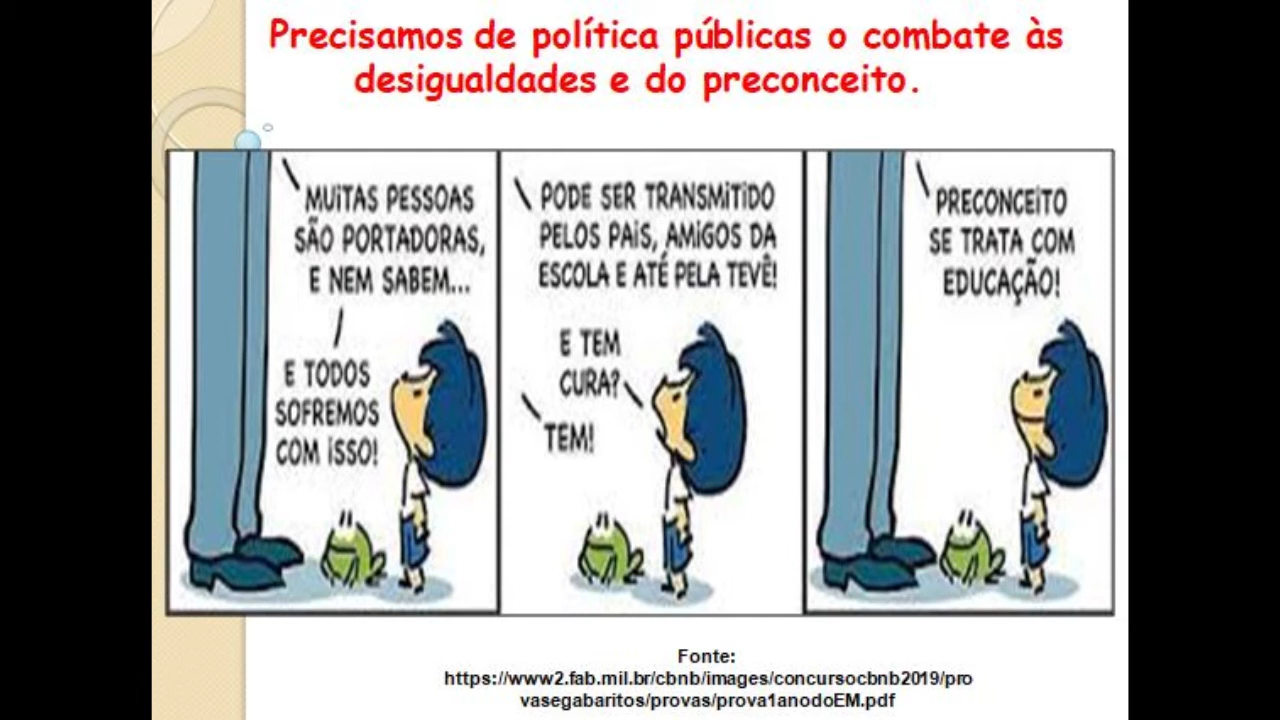 Precisamos de política públicas o combate às
desigualdades e do preconceito.
MUITAS PESSOAS
SÃO PORTADORAS,
E NEM SABEM...
E TODOS
SOFREMOS
COM ISSO!
PODE SER TRANSMITIDO
PELOS PAIS, AMIGOS DA
ESCOLA E ATÉ PELA TEVÊ!
E TEM
CURA?
TEM!
PRECONCEITO
SE TRATA COM
EDUCAÇÃO!
Fonte:
https://www2.fab.mil.br/cbnb/images/concursocbnb2019/pro
vasegabaritos/provas/prova1anodoEM.pdf